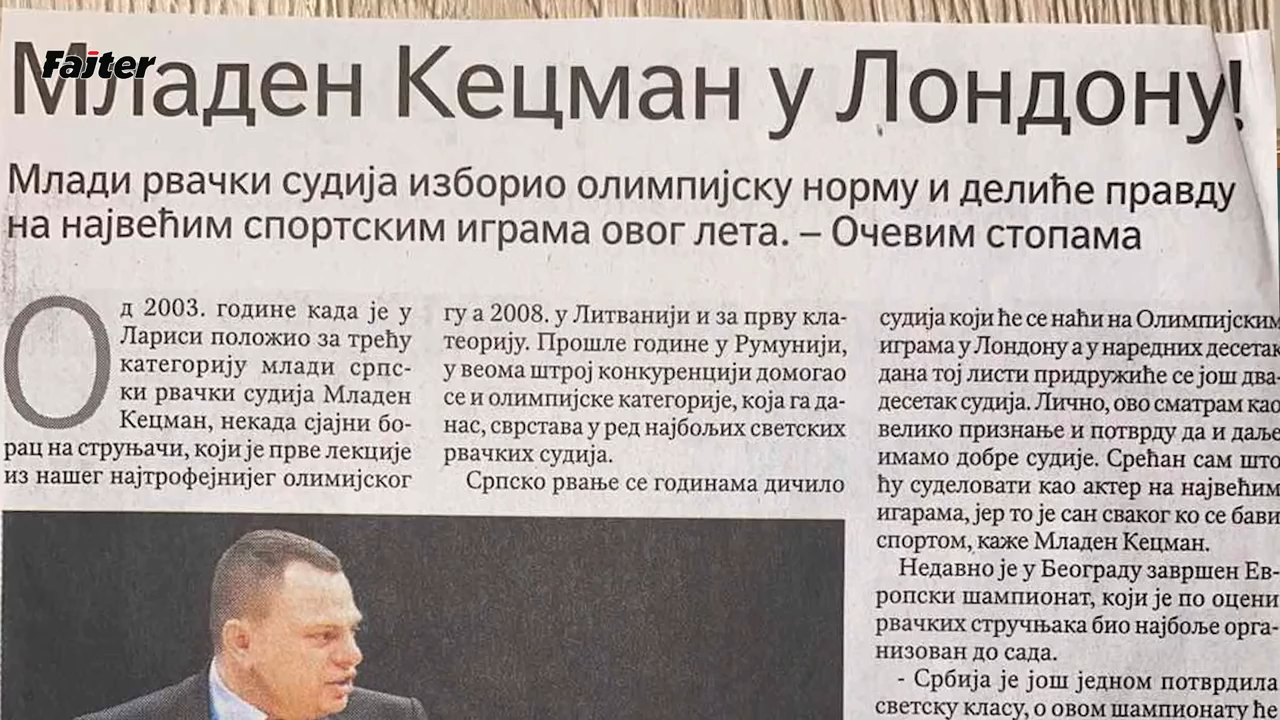 Fajter
Младен Кецман у Лондону!
Млади рвачки судија изборио олимпијску норму и делиће правду
на највећим спортским играма овог лета. – Очевим стопама
Од 2003. године када је у
Лариси положио за трећу
категорију млади срп-
ки рвачки судија Младен
Кецман, некада сјајни бо-
рац на струњачи, који је прве лекције
из нашег најтрофејнијег олимијског
гу а 2008. у Литванији и за прву кла-
теорију. Прошле године у Румунији,
у веома штрој конкуренцији домогао
се и олимпијске категорије, која га да-
нас, сврстава у ред најбољих светских
рвачких судија.
Српско рвање се годинама дичило
судија који ће се наћи на Олимпијским
играма у Лондону а у наредних десетак
дана тој листи придружиће се још два-
десетак судија. Лично, ово сматрам као
велико признање и потврду да и даље
имамо добре судије. Срећан сам што
ћу суделовати као актер на највећим
игарама, јер то је сан сваког ко се бави
спортом, каже Младен Кецман.
Недавно је у Београду завршен Ев-
ропски шампионат, који је по оцени
рвачких стручњака био најбоље орга-
низован до сада.
- Србија је још једном потврдила
светску класу, о овом шампионату ће